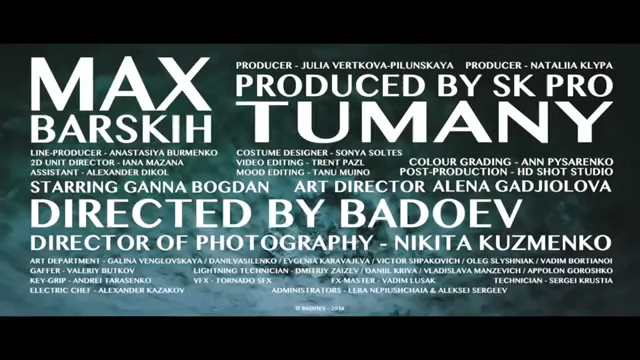 MAX
BARSKIH
PRODUCER - JULIA VERTKOVA-PILUNSKAYA PRODUCER - NATALIIA KLYPA
PRODUCED BY SK PRO
TUMANY
LINE-PRODUCER - ANASTASIYA BURMENKO COSTUME DESIGNER - SONYA SOLTES
2D UNIT DIRECTOR - IANA MAZANA VIDEO EDITING - TRENT PAZL COLOUR GRADING - ANN PYSARENKO
ASSISTANT - ALEXANDER DIKOL MOOD EDITING - TANU MUINO POST-PRODUCTION - HD SHOT STUDIO
STARRING GANNA BOGDAN ART DIRECTOR ALENA GADJIOLOVA
DIRECTED BY BADOEV
DIRECTOR OF PHOTOGRAPHY - NIKITA KUZMENKO
ART DEPARTMENT - GALINA VENGLOVSKAYA / DANILVASILENKO / EVGENIA KARAVAJEVA / VICTOR SHPAKOVICH / OLEG SLYSHNIAK / VADIM BORTIANOI
GAFFER - VALERIY BUTKOV LIGHTNING TECHNICIAN - DMITRIY ZAIZEV / DANIIL KRIVA / VLADISLAVA MANZEVICH / APPOLON GOROSHKO
KEY-GRIP - ANDREI TARASENKO VFX - TORNADO SFX FX-MASTER - VADIM LUSAK TECHNICIAN - SERGEI KRUSTIA
ELECTRIC CHEF - ALEXANDER KAZAKOV ADMINISTRATORS - LERA NEPIUSHCHAIA & ALEKSEI SERGEEV
© BADOEV - 2016